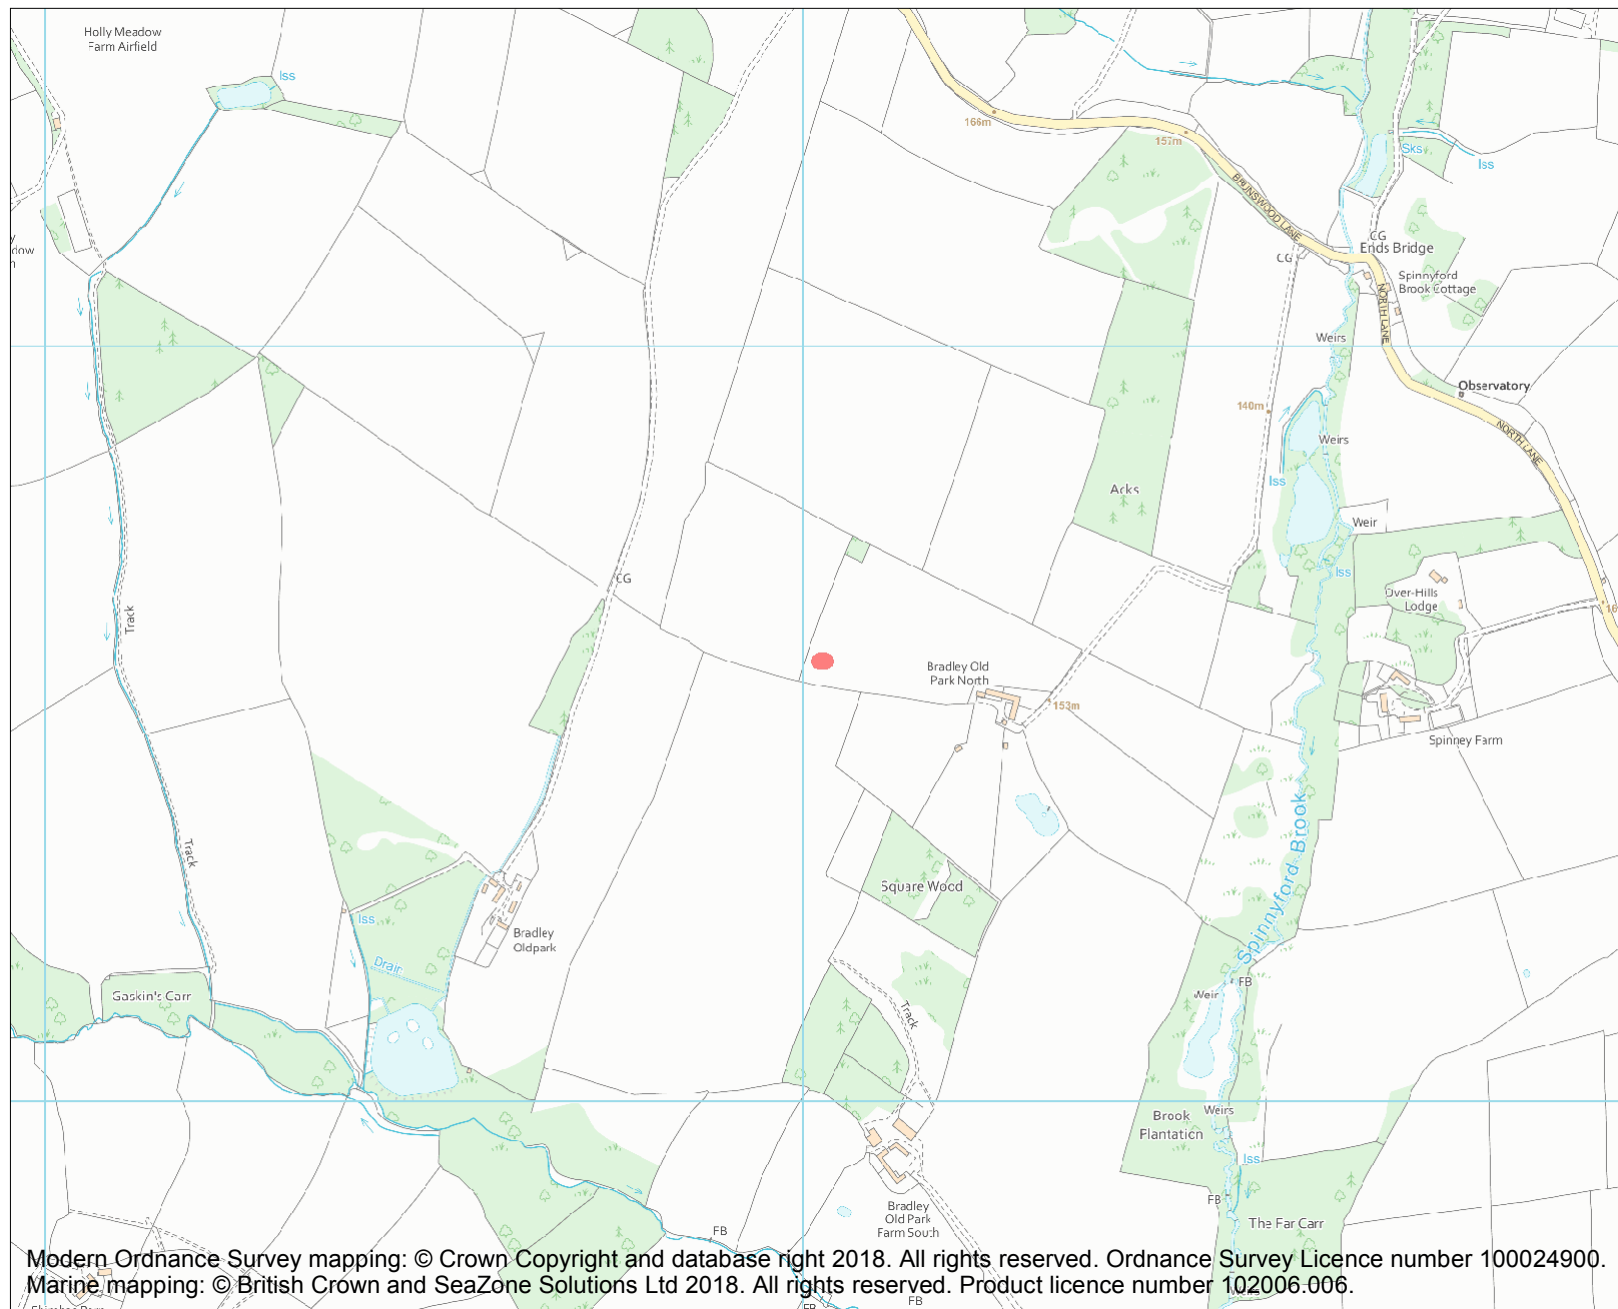 Holly Meadow
Farm Airfield
Iss
166m
157m
BRUNSWOOD LANE
Sks
Iss
CG
Ends Bridge
CG
Spinnyford
Brook Cottage
NORTH LANE
Weirs
Observatory
140m
NORTH LANE
Weirs
Iss
Acks
Weir
Iss
CG
Over-Hills
Lodge
Track
Bradley Old
Park North
153m
Spinney Farm
Spinnyford Brook
Track
Square Wood
Iss
Bradley
Oldpark
Drain
Gaskin's Carr
Weir
FB
Track
Brook
Plantation
Weirs
Iss
FB
The Far Carr
Bradley
Old Park
Farm South
FB
Modern Ordnance Survey mapping: © Crown Copyright and database right 2018. All rights reserved. Ordnance Survey Licence number 100024900.
Marine mapping: © British Crown and SeaZone Solutions Ltd 2018. All rights reserved. Product licence number 102006.006.
FB
FB